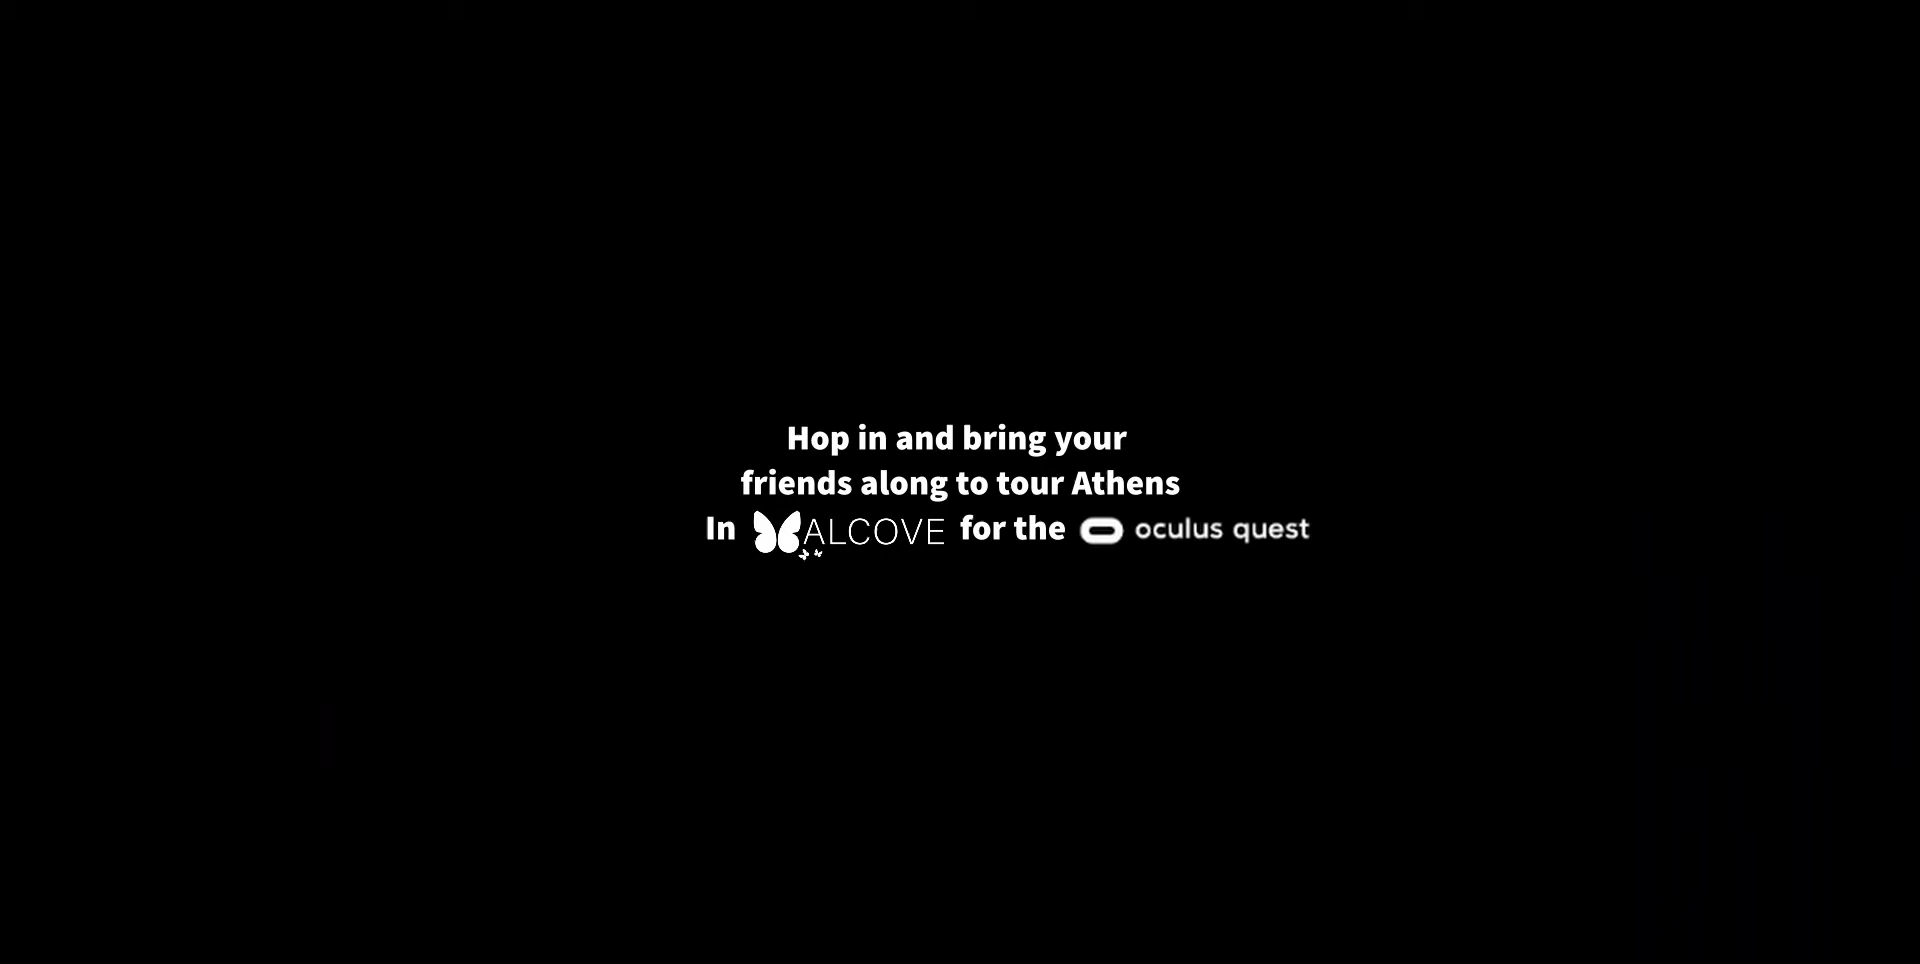 Hop in and bring your
friends along to tour Athens
In ALCOVE for the oculus quest